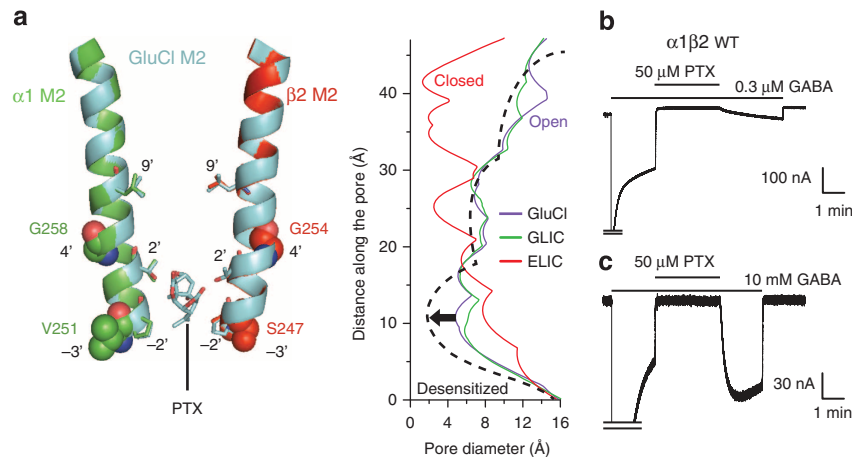 a
GluCl M2
α1 M2
β2 M2
9’
9’
G258
G254
4’
4’
2’
2’
V251
S247
–2’
–2’
–3’
–3’
PTX
Distance along the pore (Å)
40
30
20
10
0
Closed
Open
GluCl
GLIC
ELIC
Desensitized
0 4 8 12 16
Pore diameter (Å)
b
α1β2 WT
50 μM PTX
0.3 μM GABA
100 nA
1 min
c
50 μM PTX
10 mM GABA
30 nA
1 min